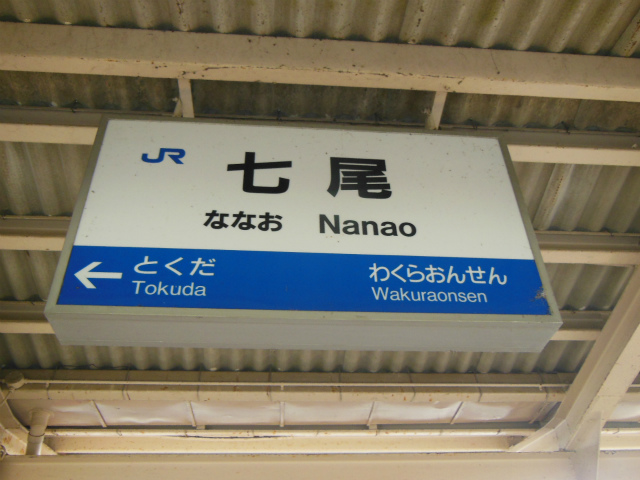 JR 七尾
ななお Nanao
← とくだ わくらおんせん
Tokuda Wakuraonsen